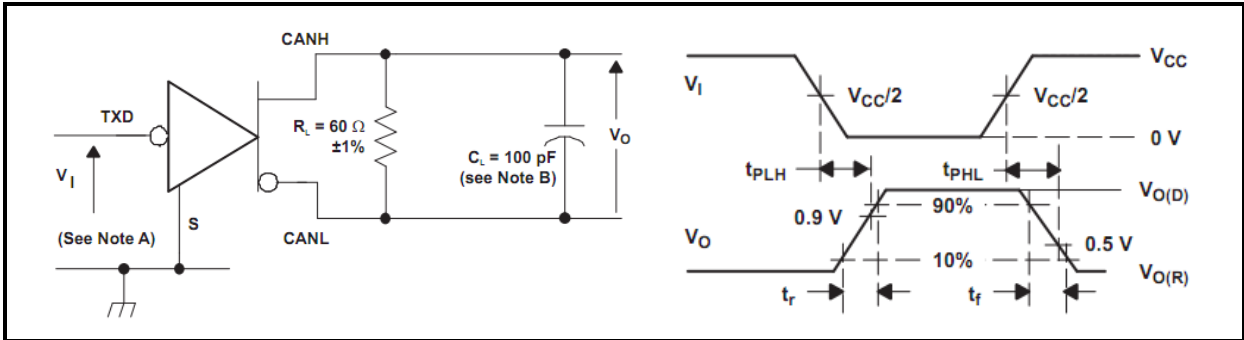 CANH
TXD
R_L = 60 Ω
±1%
C_L = 100 pF
(see Note B)
V_O
V_I
S
(See Note A)
CANL
V_I
V_CC
V_CC/2
V_CC/2
0 V
t_PLH
t_PHL
V_O(D)
90%
0.9 V
V_O
0.5 V
10%
V_O(R)
t_r
t_f